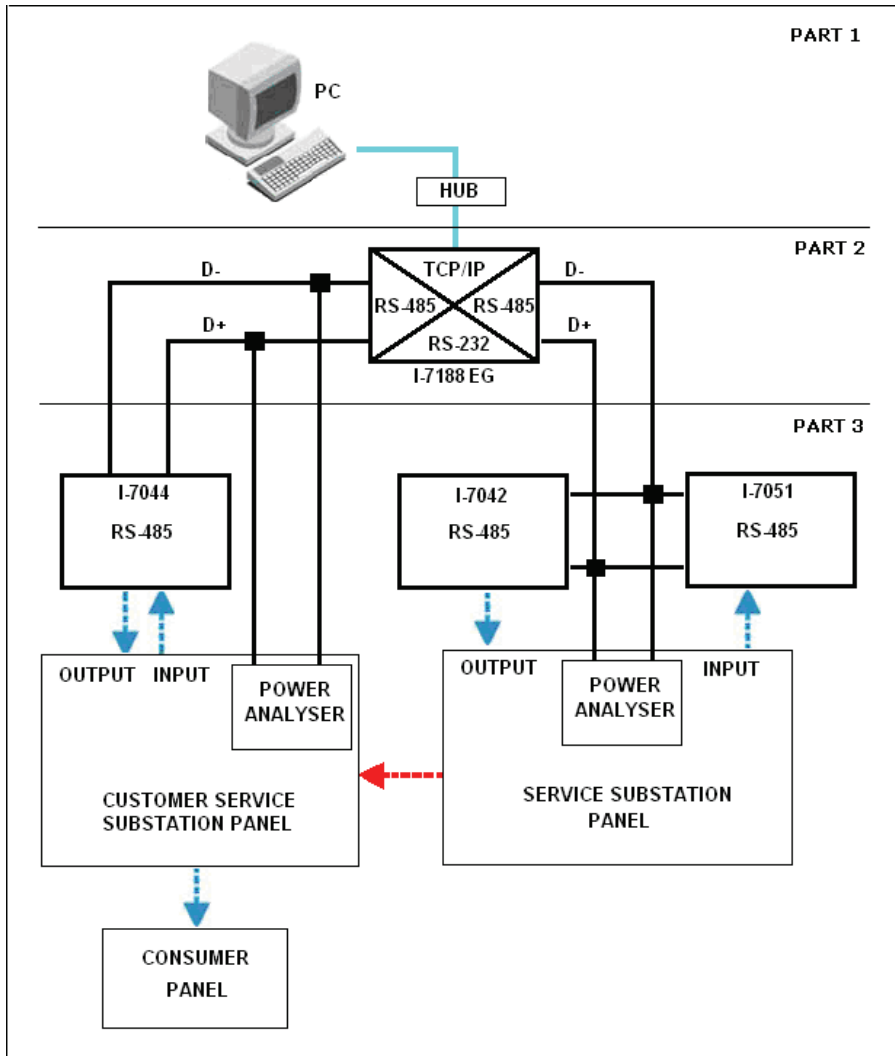 PART 1
PC
HUB
PART 2
D-
TCP/IP
D-
RS-485
RS-485
D+
RS-232
D+
I-7188 EG
PART 3
I-7044
RS-485
I-7042
RS-485
I-7051
RS-485
OUTPUT
INPUT
POWER
ANALYSER
CUSTOMER SERVICE
SUBSTATION PANEL
OUTPUT
POWER
ANALYSER
INPUT
SERVICE SUBSTATION
PANEL
CONSUMER
PANEL